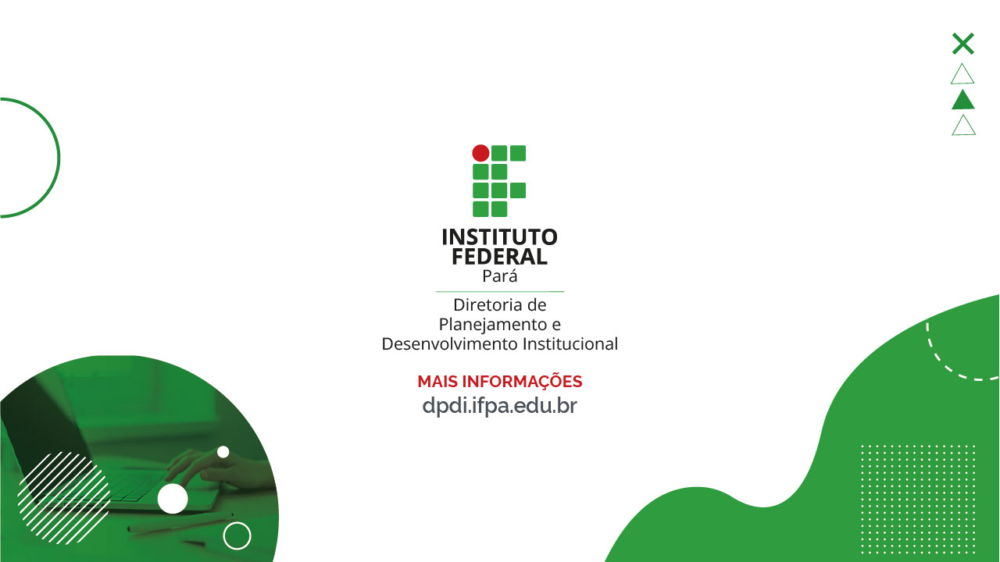 INSTITUTO
FEDERAL
Pará
Diretoria de
Planejamento e
Desenvolvimento Institucional
MAIS INFORMAÇÕES
dpdi.ifpa.edu.br